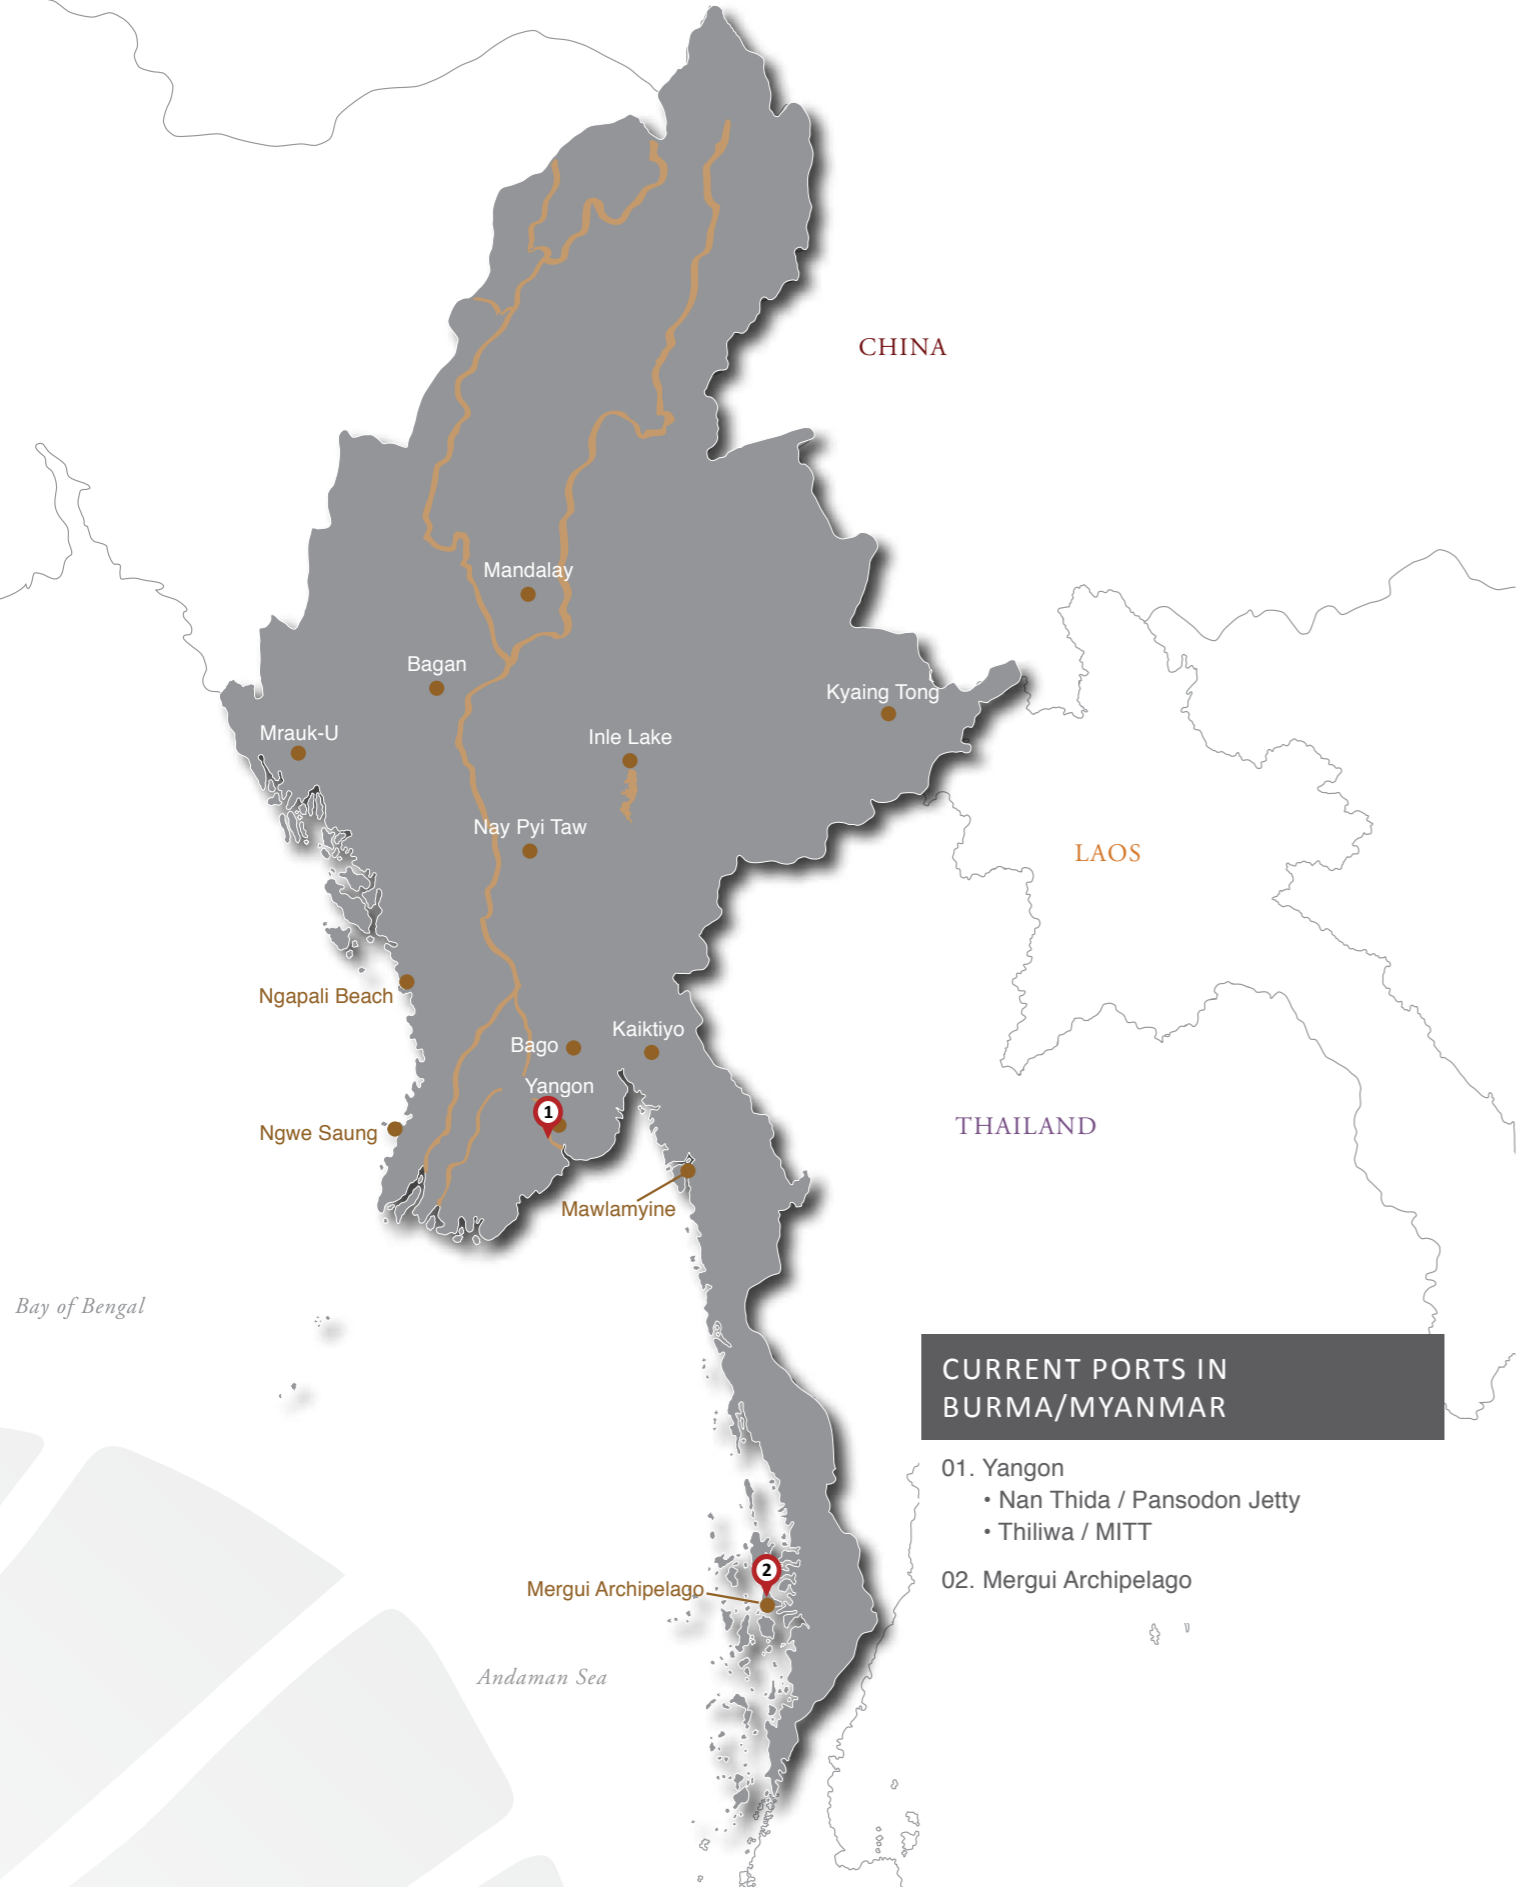 CHINA
Mandalay
Bagan
Kyaing Tong
Mrauk-U
Inle Lake
Nay Pyi Taw
LAOS
Ngapali Beach
Kaiktiyo
Bago
Yangon
1
THAILAND
Ngwe Saung
Mawlamyine
Bay of Bengal
CURRENT PORTS IN
BURMA/MYANMAR
01. Yangon
• Nan Thida / Pansodon Jetty
• Thiliwa / MITT
02. Mergui Archipelago
2
Mergui Archipelago
Andaman Sea